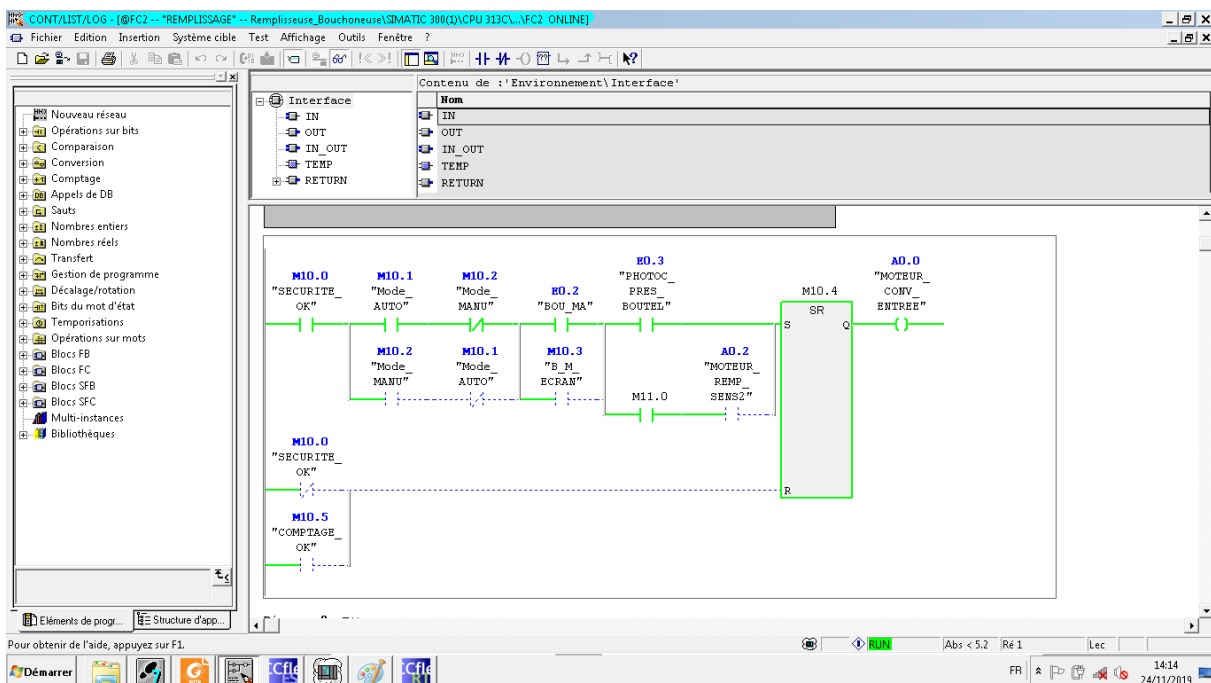 CONT/LIST/LOG - [@FC2 -- "REMPLISSAGE" -- Remplisseuse_Bouchoneuse\SIMATIC 300(1)\CPU 313C\...\FC2 ONLINE]
Fichier Edition Insertion Système cible Test Affichage Outils Fenêtre ?
Contenu de :'Environnement\Interface'
Interface
IN
OUT
IN_OUT
TEMP
RETURN
Nom
IN
OUT
IN_OUT
TEMP
RETURN
Nouveau réseau
Opérations sur bits
Comparaison
Conversion
Comptage
Appels de DB
Sauts
Nombres entiers
Nombres réels
Transfert
Gestion de programme
Décalage/rotation
Bits du mot d'état
Temporisations
Opérations sur mots
Blocs FB
Blocs FC
Blocs SFB
Blocs SFC
Multi-instances
Bibliothèques
Eléments de progr...
Structure d'app...
M10.0
"SECURITE_
OK"
M10.1
"Mode_
AUTO"
M10.2
"Mode_
MANU"
E0.2
"BOU_MA"
E0.3
"PHOTOC_
PRES_
BOUTEL"
M10.4
SR
S
Q
R
A0.0
"MOTEUR_
CONV_
ENTREE"
M10.2
"Mode_
MANU"
M10.1
"Mode_
AUTO"
M10.3
"B_M_
ECRAN"
M11.0
A0.2
"MOTEUR_
REMP_
SENS2"
M10.0
"SECURITE_
OK"
M10.5
"COMPTAGE_
OK"
Pour obtenir de l'aide, appuyez sur F1.
RUN
Abs < 5.2
Ré 1
Lec
Démarrer
FR
14:14
24/11/2019